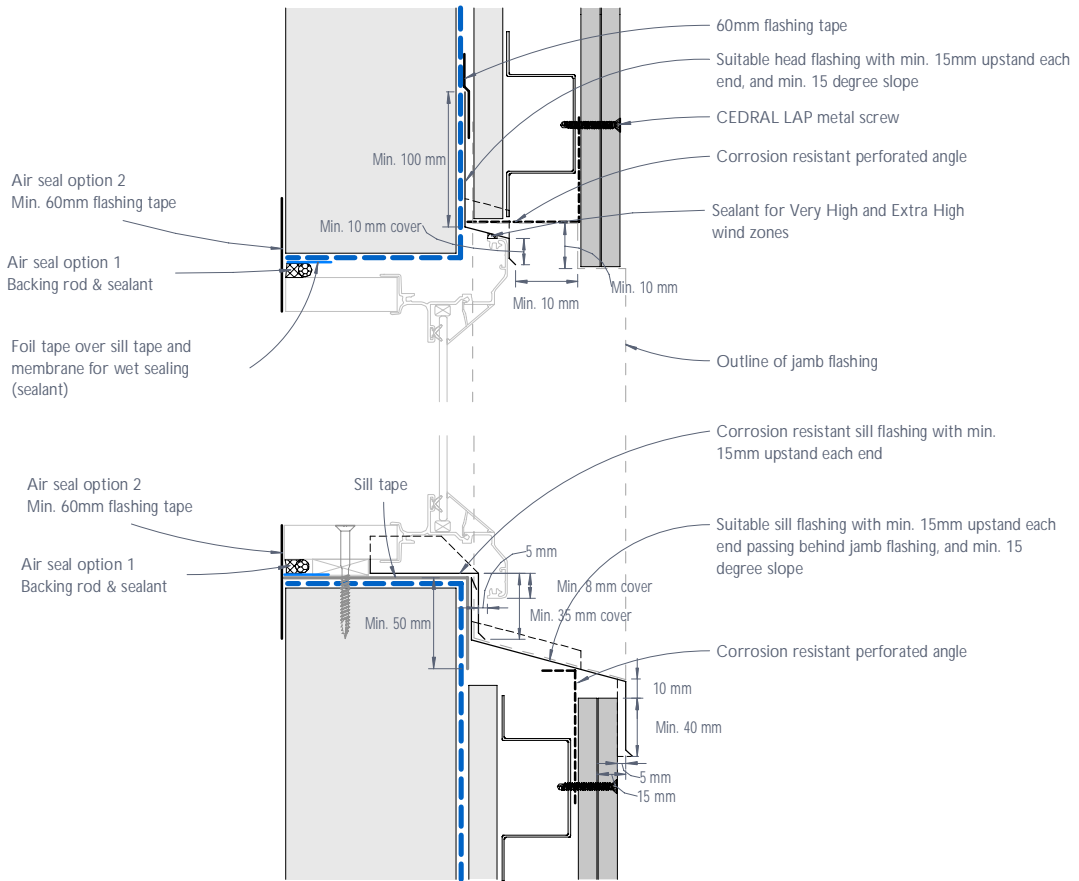 60mm flashing tape
Suitable head flashing with min. 15mm upstand each
end, and min. 15 degree slope
CEDRAL LAP metal screw
Min. 100 mm
Corrosion resistant perforated angle
Air seal option 2
Min. 60mm flashing tape
Min. 10 mm cover
Sealant for Very High and Extra High
wind zones
Air seal option 1
Backing rod & sealant
Min. 10 mm
Min. 10 mm
Foil tape over sill tape and
membrane for wet sealing
(sealant)
Outline of jamb flashing
Corrosion resistant sill flashing with min.
15mm upstand each end
Air seal option 2
Min. 60mm flashing tape
Sill tape
Suitable sill flashing with min. 15mm upstand each
end passing behind jamb flashing, and min. 15
degree slope
5 mm
Air seal option 1
Backing rod & sealant
Min. 8 mm cover
Min. 35 mm cover
Min. 50 mm
Corrosion resistant perforated angle
10 mm
Min. 40 mm
5 mm
15 mm